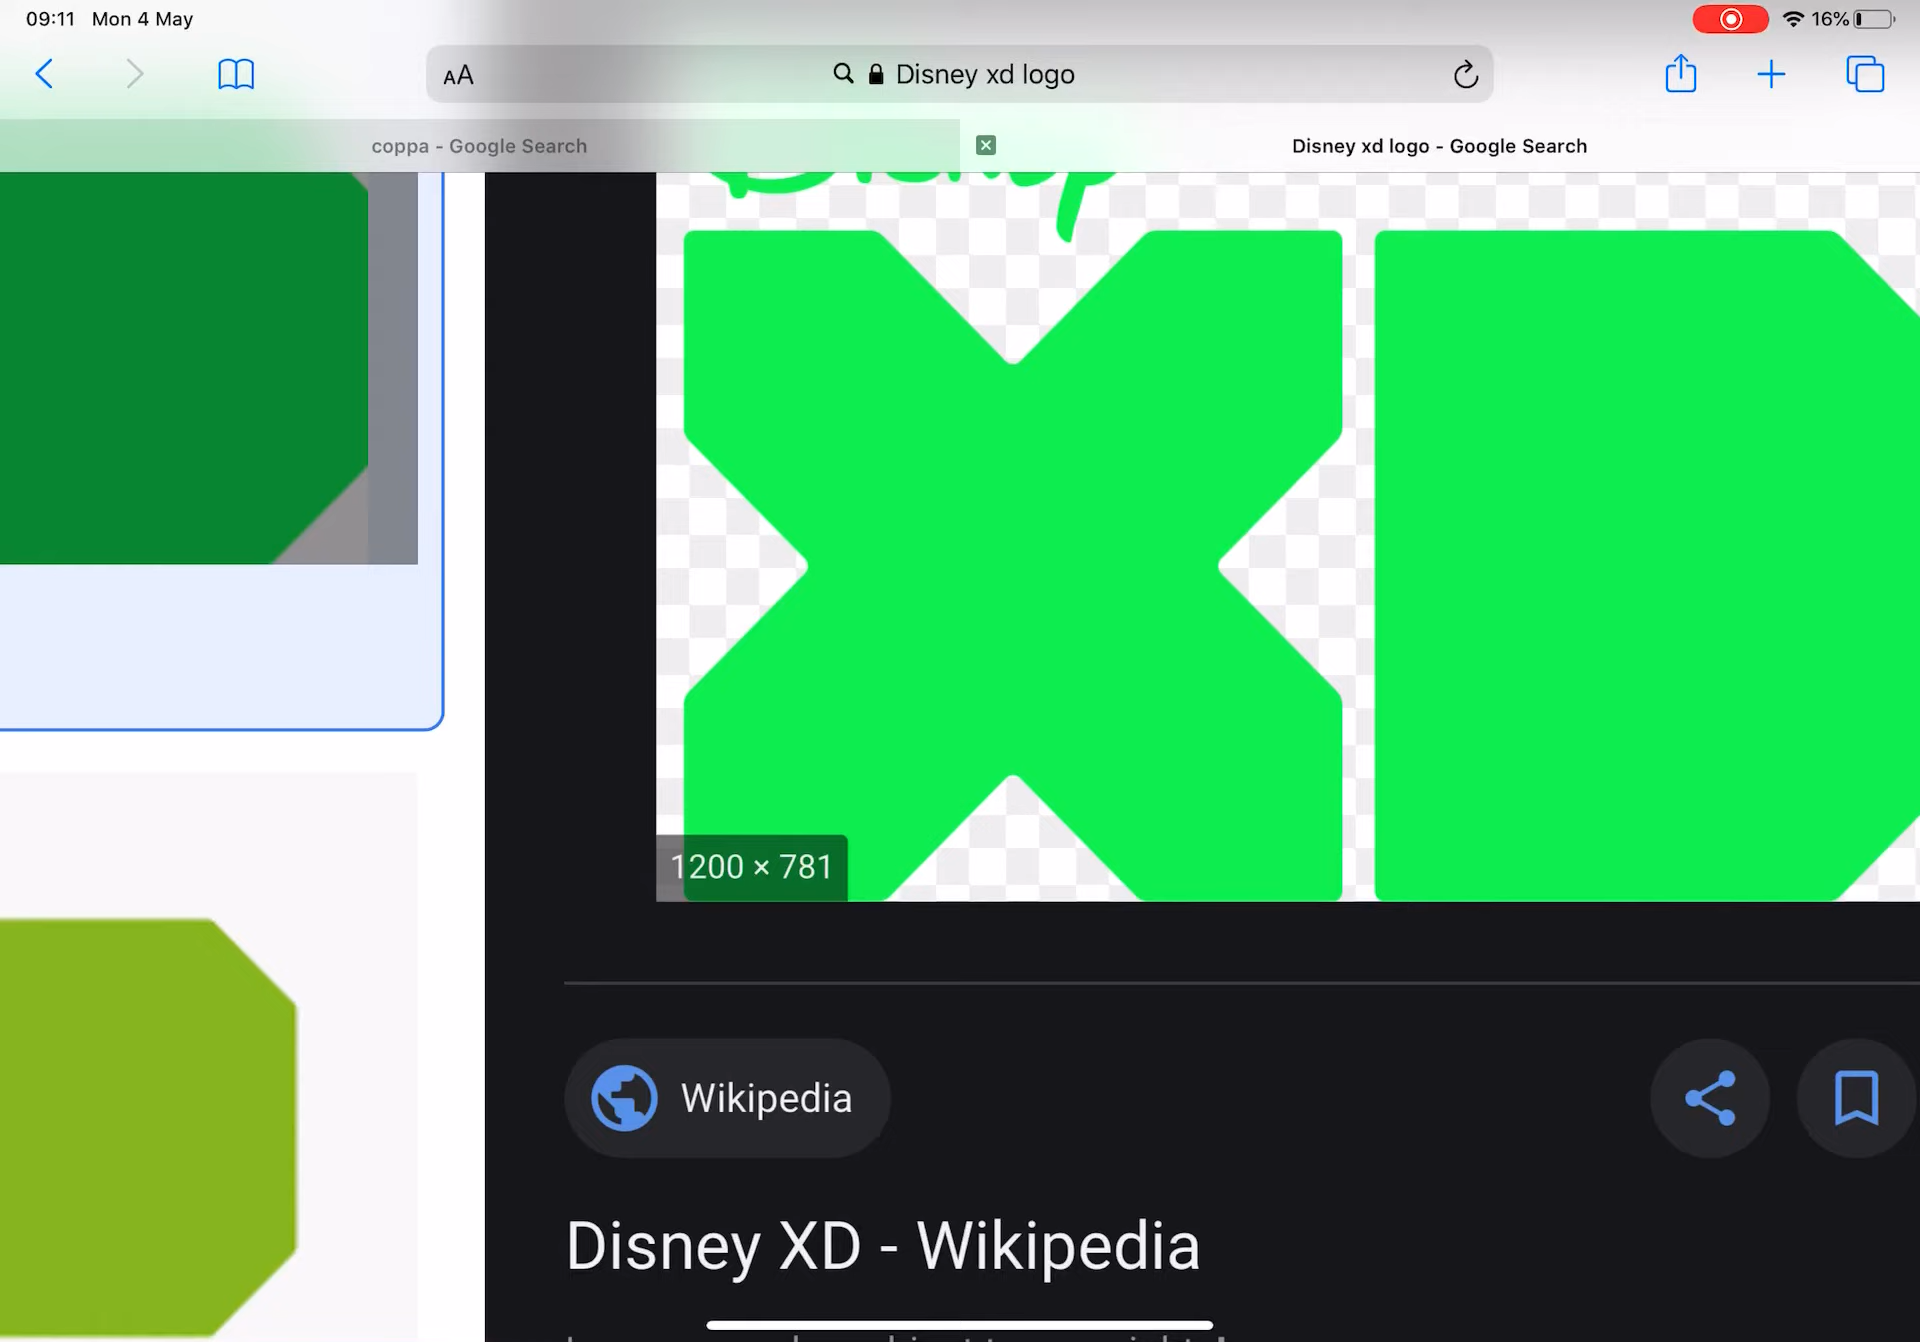 09:11 Mon 4 May
16%
AA
Disney xd logo
coppa - Google Search
Disney xd logo - Google Search
Disney
XD
1200 × 781
Wikipedia
Disney XD - Wikipedia